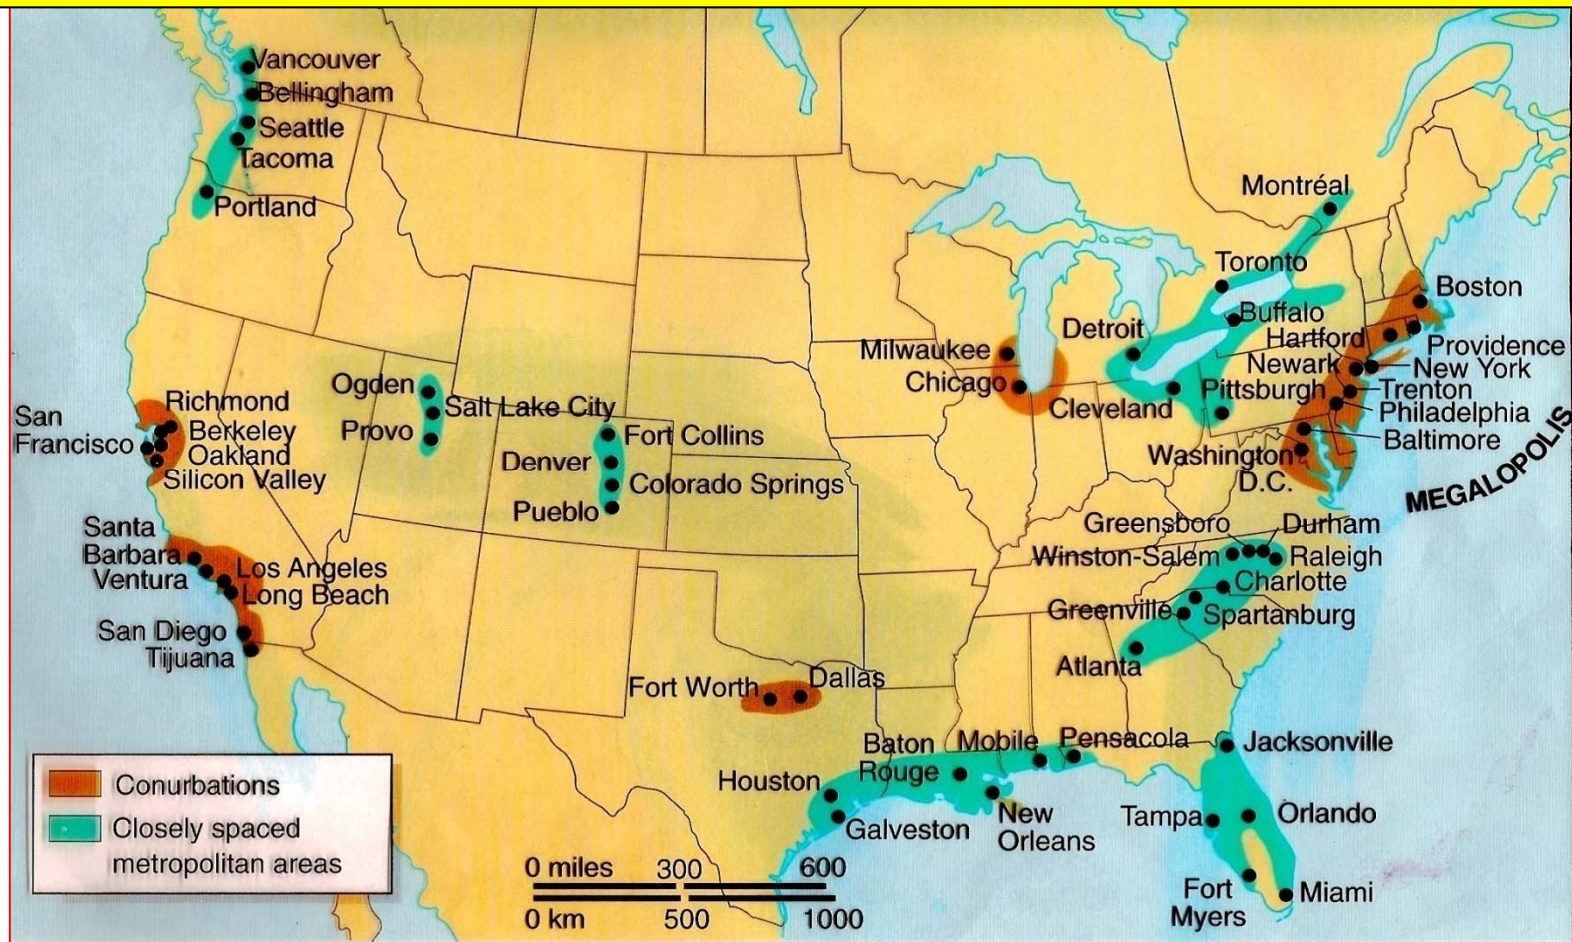 Vancouver
Bellingham
Seattle
Tacoma
Portland
Montréal
Toronto
Buffalo
Boston
Detroit
Hartford
Providence
Milwaukee
Newark
New York
Chicago
Cleveland
Pittsburgh
Trenton
Philadelphia
Baltimore
Washington
D.C.
MEGALOPOLIS
Ogden
Salt Lake City
Provo
Fort Collins
Denver
Colorado Springs
Pueblo
Richmond
San
Francisco
Berkeley
Oakland
Silicon Valley
Santa
Barbara
Ventura
Los Angeles
Long Beach
San Diego
Tijuana
Greensboro
Durham
Winston-Salem
Raleigh
Charlotte
Greenville
Spartanburg
Atlanta
Fort Worth
Dallas
Baton
Rouge
Mobile
Pensacola
Jacksonville
Houston
Galveston
New
Orleans
Tampa
Orlando
Fort
Myers
Miami
Conurbations
Closely spaced
metropolitan areas
0 miles 300 600
0 km 500 1000